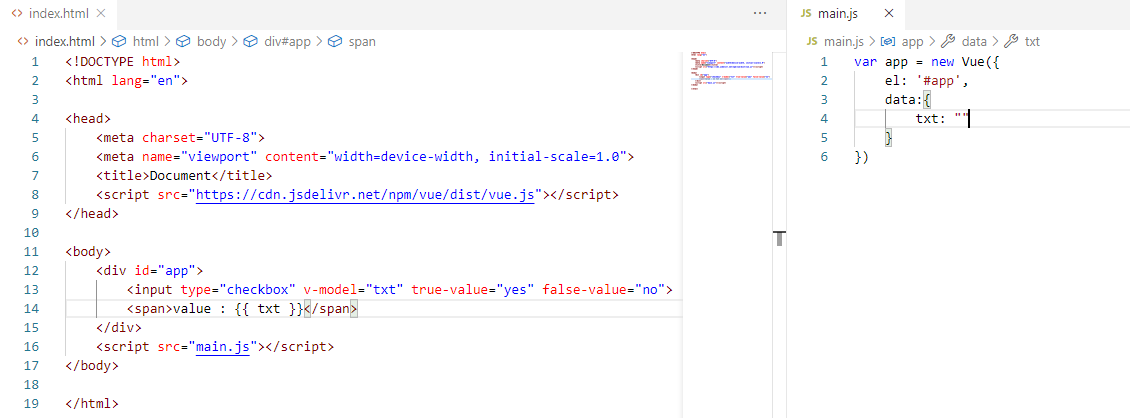 index.html
index.html > html > body > div#app > span
1 <!DOCTYPE html>
2 <html lang="en">
3
4 <head>
5     <meta charset="UTF-8">
6     <meta name="viewport" content="width=device-width, initial-scale=1.0">
7     <title>Document</title>
8     <script src="https://cdn.jsdelivr.net/npm/vue/dist/vue.js"></script>
9 </head>
10
11 <body>
12     <div id="app">
13         <input type="checkbox" v-model="txt" true-value="yes" false-value="no">
14         <span>value : {{ txt }}</span>
15     </div>
16     <script src="main.js"></script>
17 </body>
18
19 </html>
JS main.js
JS main.js > app > data > txt
1 var app = new Vue({
2     el: '#app',
3     data:{
4         txt: ""
5     }
6 })